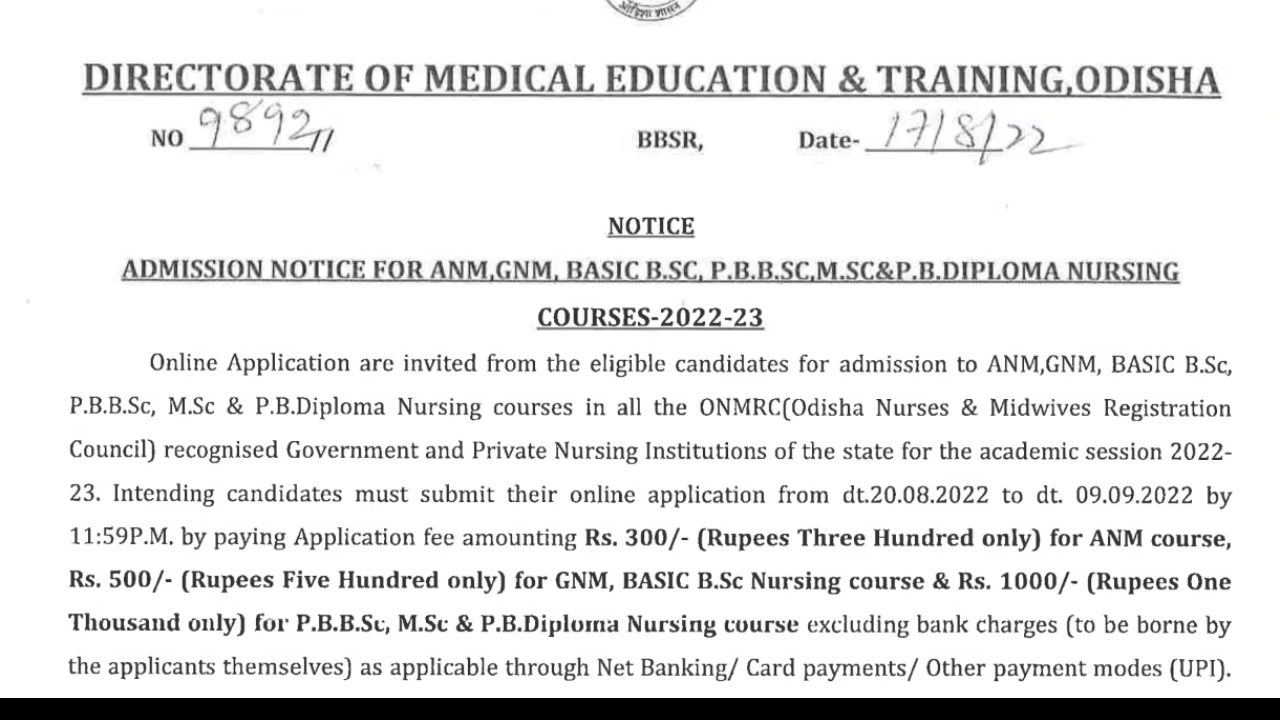 ओड़िशा शासन
DIRECTORATE OF MEDICAL EDUCATION & TRAINING,ODISHA
NO 9892// BBSR, Date- 17/8/22
NOTICE
ADMISSION NOTICE FOR ANM,GNM, BASIC B.SC, P.B.B.SC,M.SC&P.B.DIPLOMA NURSING
COURSES-2022-23
Online Application are invited from the eligible candidates for admission to ANM,GNM, BASIC B.Sc,
P.B.B.Sc, M.Sc & P.B.Diploma Nursing courses in all the ONMRC(Odisha Nurses & Midwives Registration
Council) recognised Government and Private Nursing Institutions of the state for the academic session 2022-
23. Intending candidates must submit their online application from dt.20.08.2022 to dt. 09.09.2022 by
11:59P.M. by paying Application fee amounting Rs. 300/- (Rupees Three Hundred only) for ANM course,
Rs. 500/- (Rupees Five Hundred only) for GNM, BASIC B.Sc Nursing course & Rs. 1000/- (Rupees One
Thousand only) for P.B.B.Sc, M.Sc & P.B.Diploma Nursing course excluding bank charges (to be borne by
the applicants themselves) as applicable through Net Banking/ Card payments/ Other payment modes (UPI).